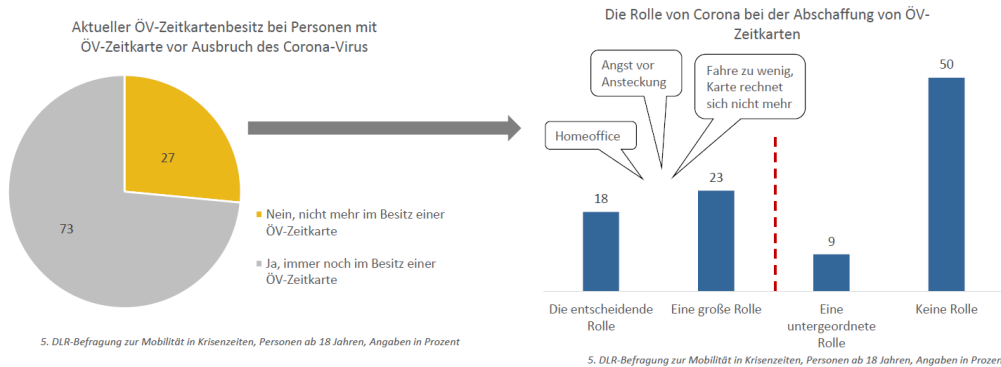 Aktueller ÖV-Zeitkartenbesitz bei Personen mit
ÖV-Zeitkarte vor Ausbruch des Corona-Virus
27
73
Nein, nicht mehr im Besitz einer
ÖV-Zeitkarte
Ja, immer noch im Besitz einer
ÖV-Zeitkarte
5. DLR-Befragung zur Mobilität in Krisenzeiten, Personen ab 18 Jahren, Angaben in Prozent
Die Rolle von Corona bei der Abschaffung von ÖV-
Zeitkarten
Angst vor
Ansteckung
Fahre zu wenig,
Karte rechnet
sich nicht mehr
Homeoffice
18
23
9
50
Die entscheidende
Rolle
Eine große Rolle
Eine
untergeordnete
Rolle
Keine Rolle
5. DLR-Befragung zur Mobilität in Krisenzeiten, Personen ab 18 Jahren, Angaben in Prozen